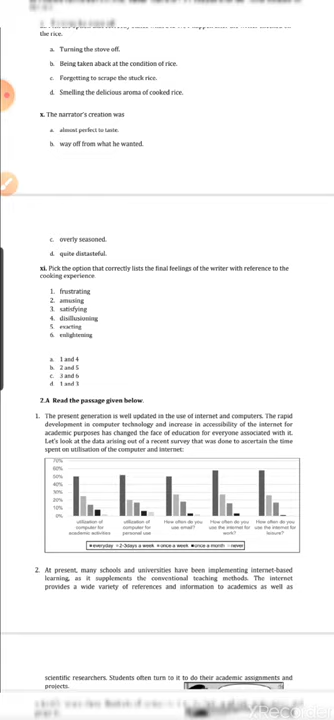 the rice.
a. Turning the stove off.
b. Being taken aback at the condition of rice.
c. Forgetting to scrape the stuck rice.
d. Smelling the delicious aroma of cooked rice.
x. The narrator's creation was
a. almost perfect to taste.
b. way off from what he wanted.
c. overly seasoned.
d. quite distasteful.
xi. Pick the option that correctly lists the final feelings of the writer with reference to the
cooking experience.
1. frustrating
2. amusing
3. satisfying
4. disillusioning
5. exacting
6. enlightening
a. 1 and 4
b. 2 and 5
c. 3 and 6
d. 1 and 3
2.A Read the passage given below.
1. The present generation is well updated in the use of internet and computers. The rapid
development in computer technology and increase in accessibility of the internet for
academic purposes has changed the face of education for everyone associated with it.
Let's look at the data arising out of a recent survey that was done to ascertain the time
spent on utilisation of the computer and internet:
70%
60%
50%
40%
30%
20%
10%
0%
utilisation of computer for academic activities
utilisation of computer for personal use
How often do you use email?
How often do you use the internet for work?
How often do you use the internet for leisure?
everyday 2-3days a week once a week once a month never
2. At present, many schools and universities have been implementing internet-based
learning, as it supplements the conventional teaching methods. The internet
provides a wide variety of references and information to academics as well as
scientific researchers. Students often turn to it to do their academic assignments and
projects.
XRecorder